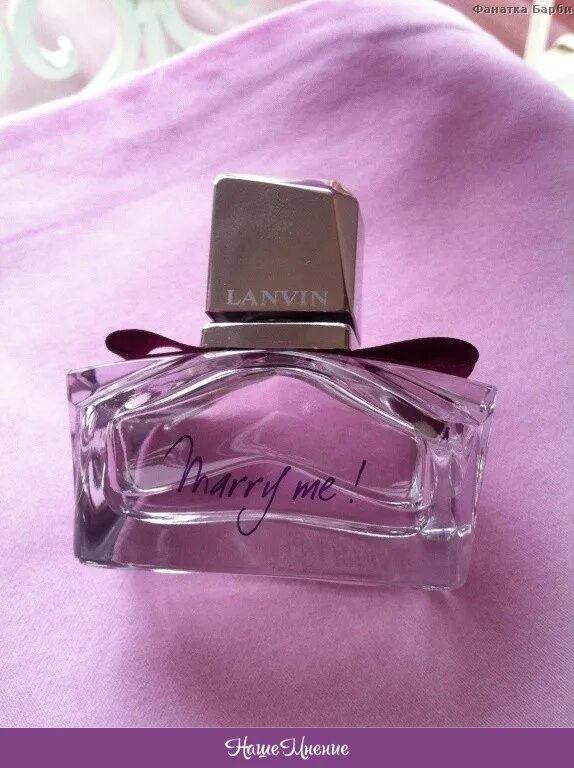 Фанатка Барби
LANVIN
Marry me!
НашеМнение